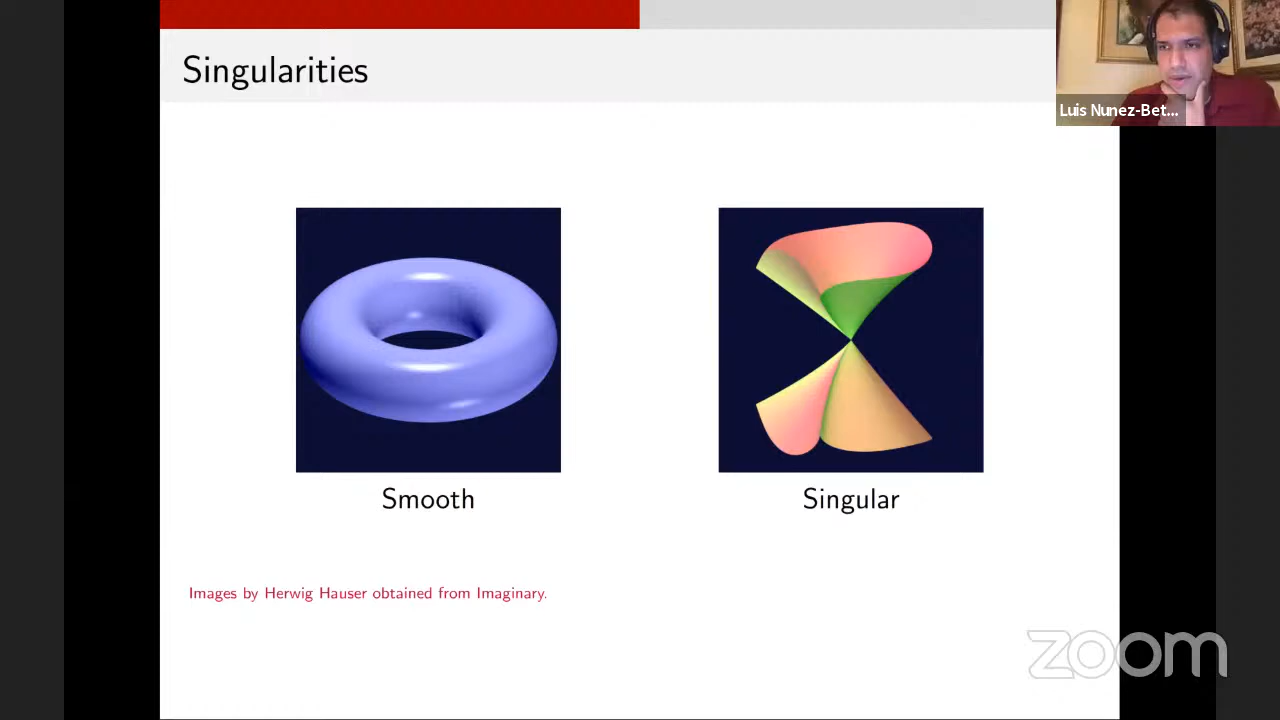 Singularities
Luis Nunez-Bet...
Smooth
Singular
Images by Herwig Hauser obtained from Imaginary.
zoom